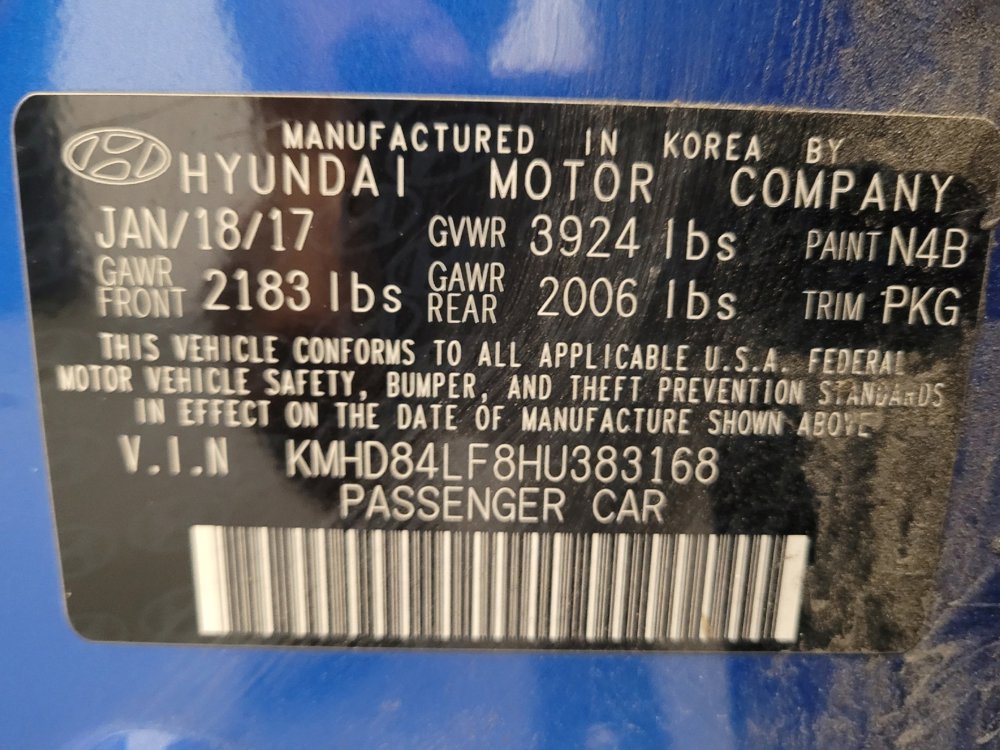 MANUFACTURED IN KOREA BY
HYUNDAI MOTOR COMPANY
JAN/18/17 GVWR 3924 lbs PAINT N4B
GAWR FRONT 2183 lbs GAWR REAR 2006 lbs TRIM PKG
THIS VEHICLE CONFORMS TO ALL APPLICABLE U.S.A. FEDERAL
MOTOR VEHICLE SAFETY, BUMPER, AND THEFT PREVENTION STANDARDS
IN EFFECT ON THE DATE OF MANUFACTURE SHOWN ABOVE
V.I.N KMHD84LF8HU383168
PASSENGER CAR